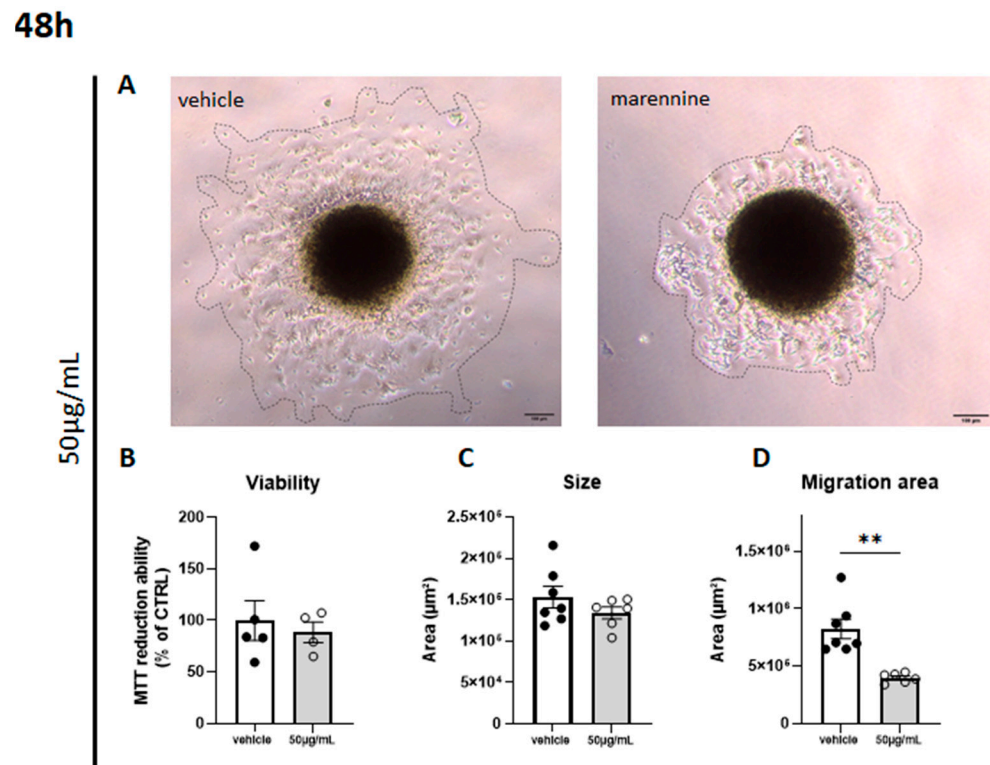 48h
50µg/mL
A
vehicle
marennine
B
Viability
MTT reduction ability
(% of CTRL)
200
150
100
50
0
vehicle
50µg/mL
C
Size
Area (µm²)
2.5×10⁶
2×10⁶
1.5×10⁶
1×10⁶
5×10⁴
0
vehicle
50µg/mL
D
Migration area
**
Area (µm²)
1.5×10⁶
1×10⁶
5×10⁶
0
vehicle
50µg/mL